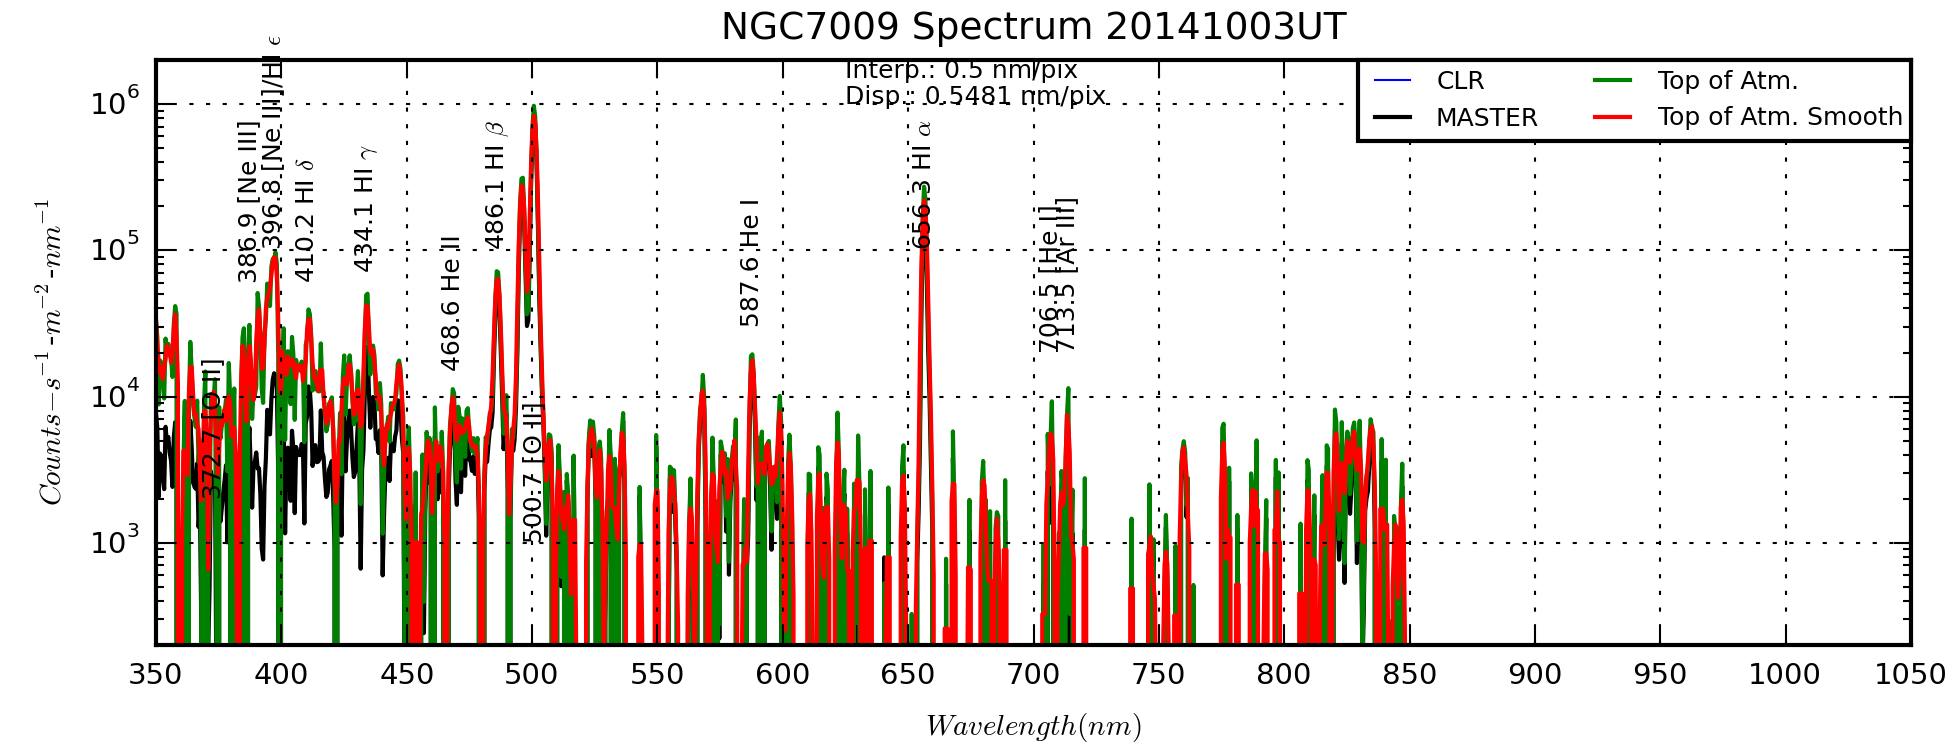 NGC7009 Spectrum 20141003UT
Interp.: 0.5 nm/pix
Disp.: 0.5481 nm/pix
CLR
MASTER
Top of Atm.
Top of Atm. Smooth
386.9 [Ne III]
396.8 [Ne III]/HI ϵ
410.2 HI δ
434.1 HI γ
468.6 He II
486.1 HI β
587.6 He I
656.3 HI α
706.5 [He I]
713.5 [Ar III]
372.7 [O II]
500.7 [O II]
10⁶
10⁵
10⁴
10³
Counts−s⁻¹-m⁻²-nm⁻¹
350 400 450 500 550 600 650 700 750 800 850 900 950 1000 1050
Wavelength(nm)